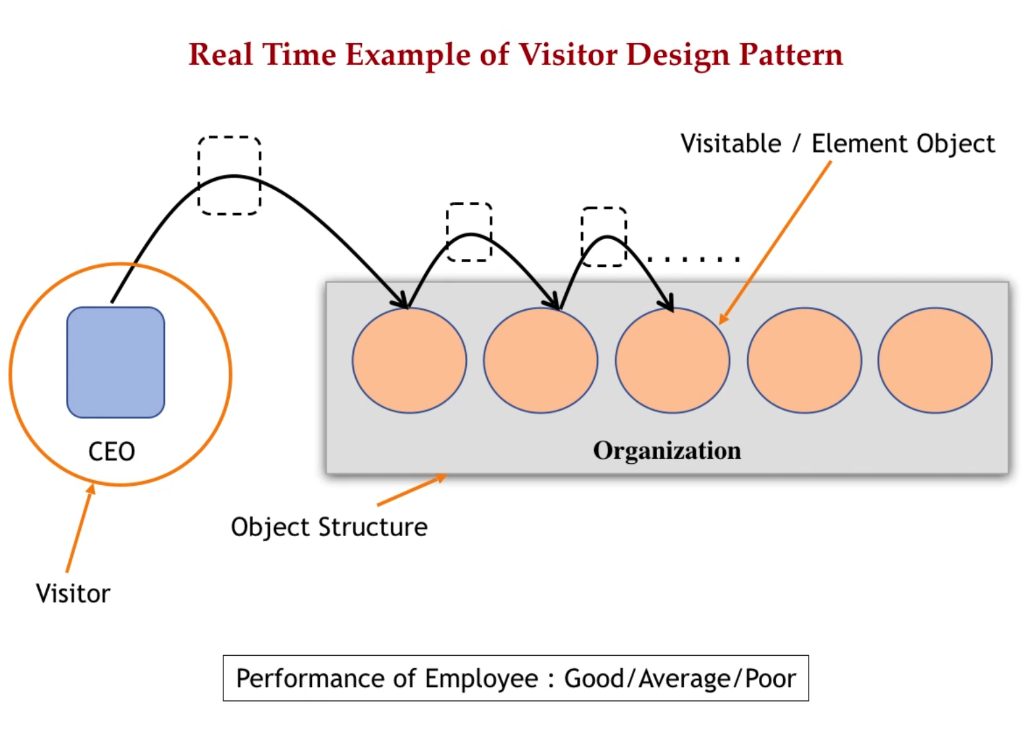 Real Time Example of Visitor Design Pattern
Visitable / Element Object
......
CEO
Organization
Object Structure
Visitor
Performance of Employee : Good/Average/Poor